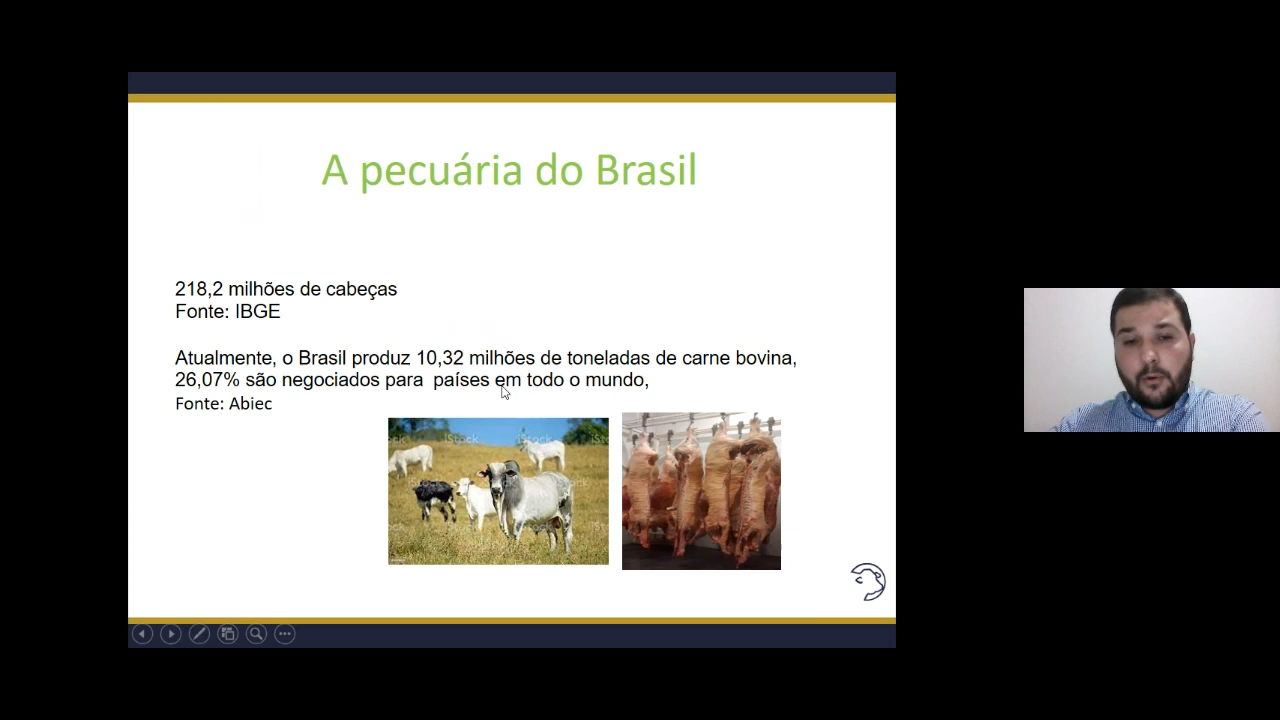 A pecuária do Brasil
218,2 milhões de cabeças
Fonte: IBGE
Atualmente, o Brasil produz 10,32 milhões de toneladas de carne bovina,
26,07% são negociados para  países em todo o mundo,
Fonte: Abiec
iStock